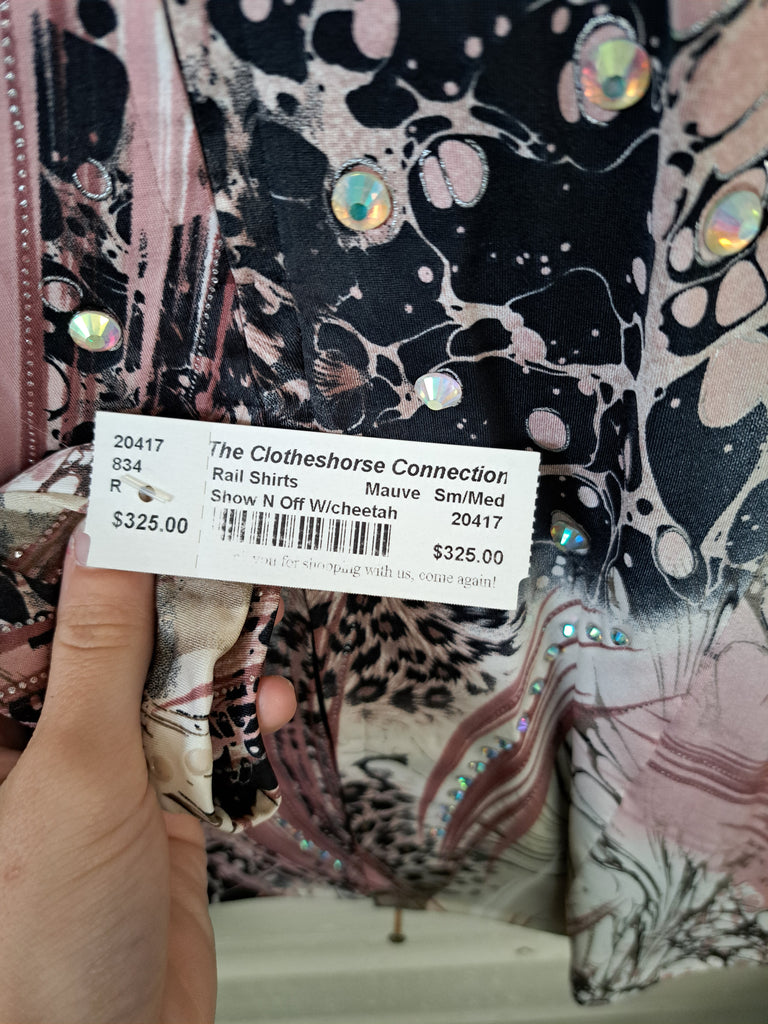 20417
834
R
$325.00
The Clotheshorse Connection
Rail Shirts Mauve Sm/Med
Show N Off W/cheetah 20417
$325.00
you for shopping with us, come again!